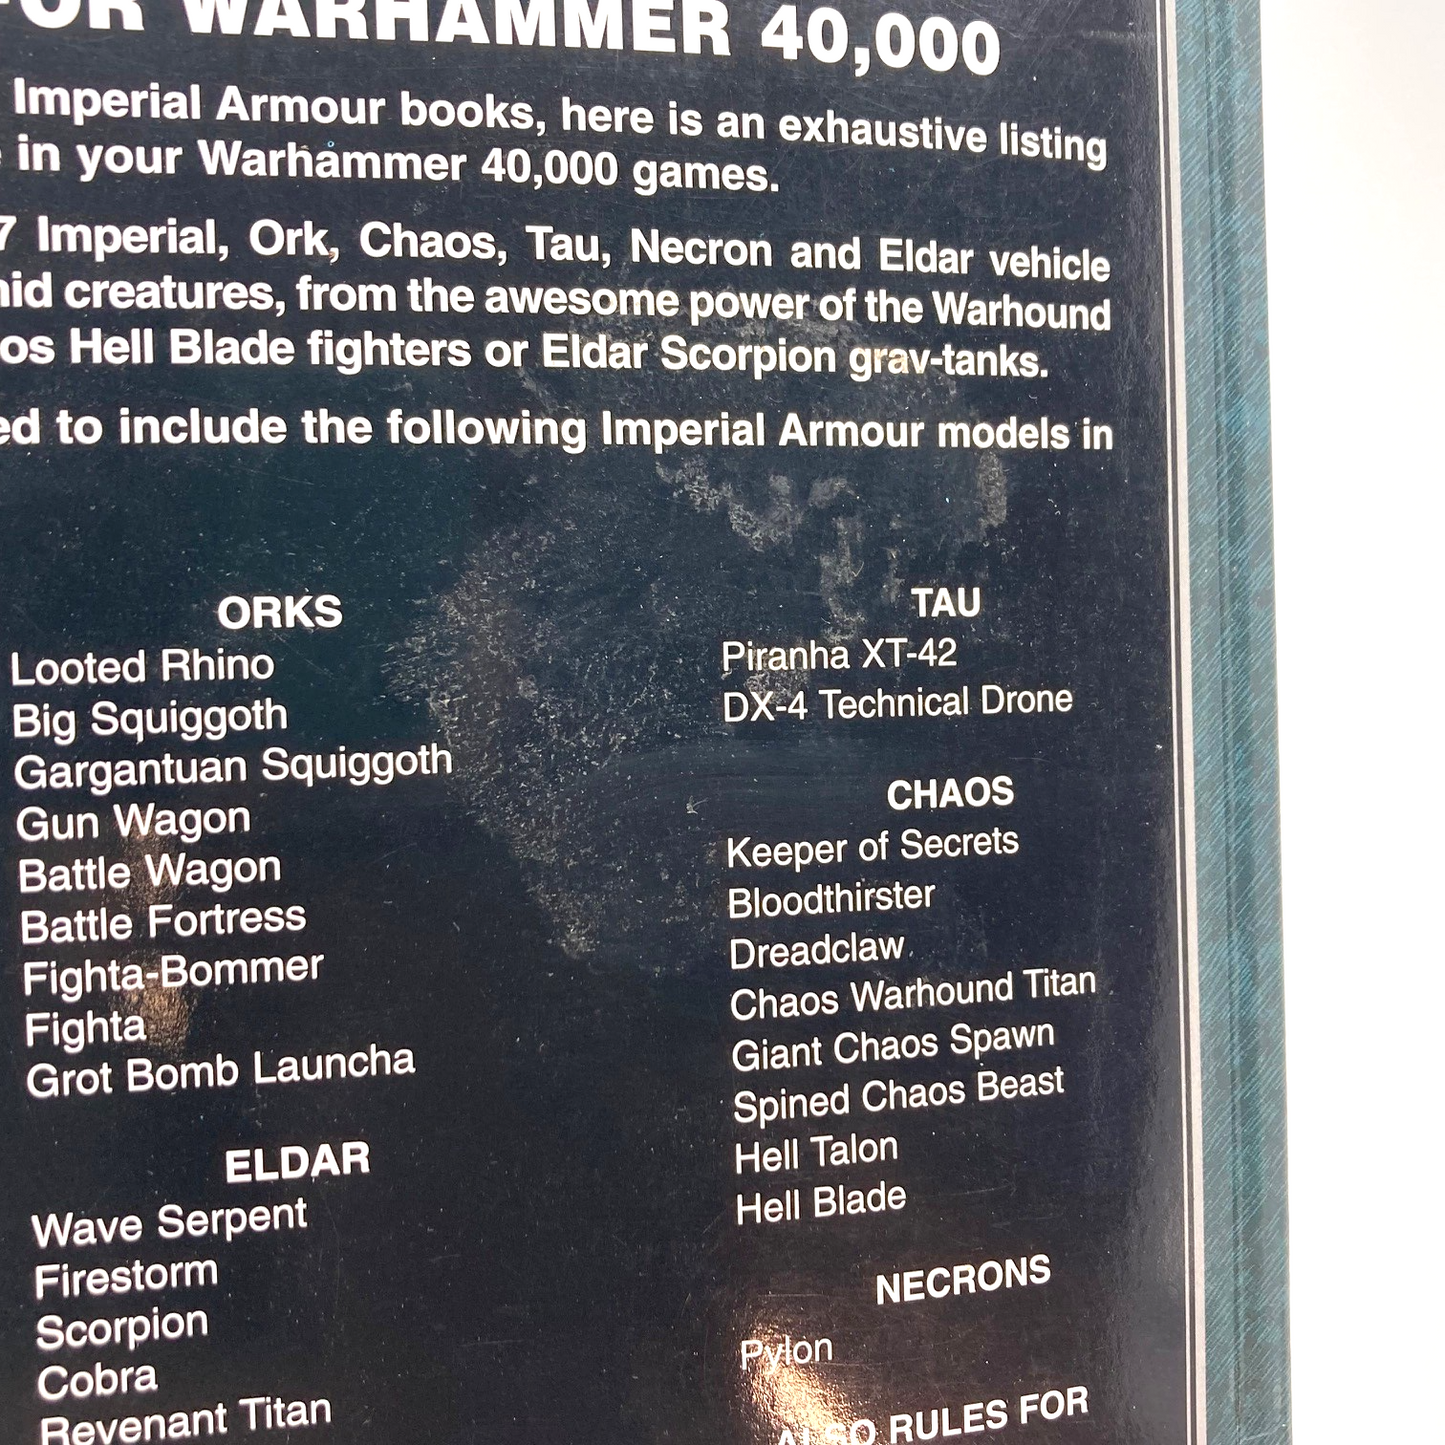 FOR WARHAMMER 40,000
Imperial Armour books, here is an exhaustive listing
in your Warhammer 40,000 games.
7 Imperial, Ork, Chaos, Tau, Necron and Eldar vehicle
nid creatures, from the awesome power of the Warhound
os Hell Blade fighters or Eldar Scorpion grav-tanks.
ed to include the following Imperial Armour models in
ORKS
Looted Rhino
Big Squiggoth
Gargantuan Squiggoth
Gun Wagon
Battle Wagon
Battle Fortress
Fighta-Bommer
Fighta
Grot Bomb Launcha
ELDAR
Wave Serpent
Firestorm
Scorpion
Cobra
Revenant Titan
TAU
Piranha XT-42
DX-4 Technical Drone
CHAOS
Keeper of Secrets
Bloodthirster
Dreadclaw
Chaos Warhound Titan
Giant Chaos Spawn
Spined Chaos Beast
Hell Talon
Hell Blade
NECRONS
Pylon
ALSO RULES FOR